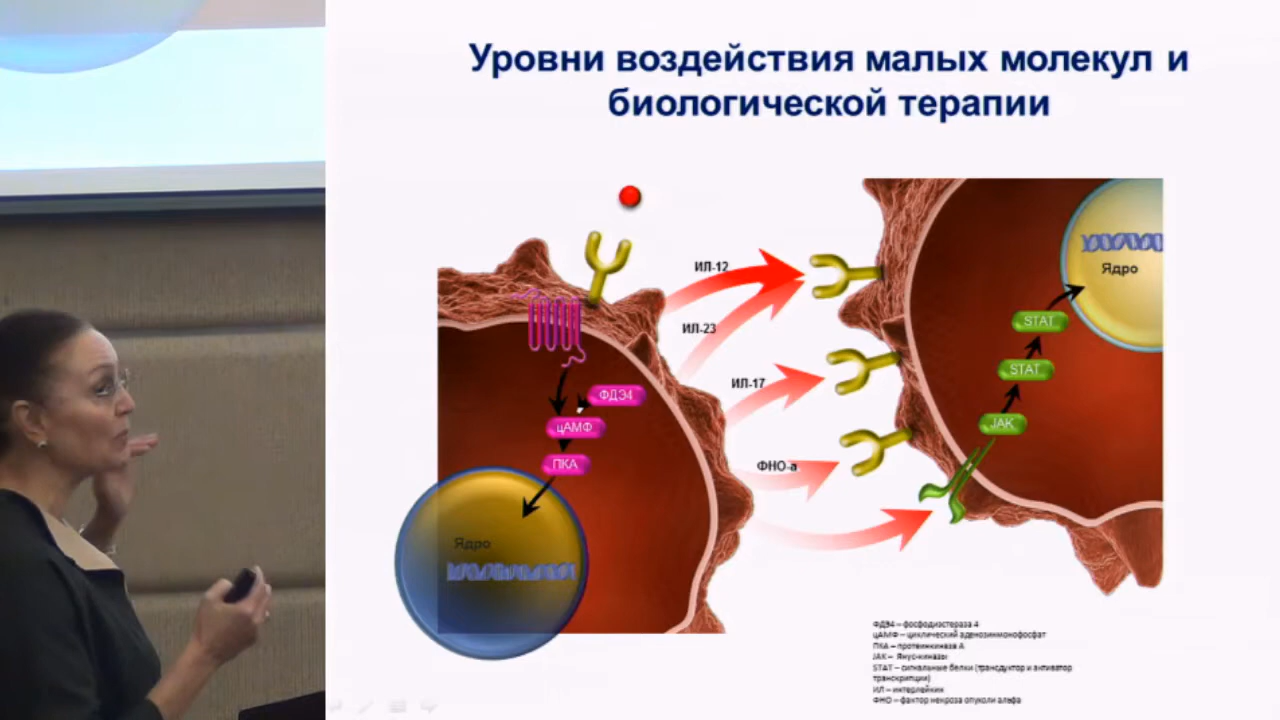 Уровни воздействия малых молекул и
биологической терапии
ИЛ-12
ИЛ-23
ИЛ-17
ФНО-а
ФДЭ4
цАМФ
ПКА
Ядро
Ядро
STAT
STAT
JAK
ФДЭ4 – фосфодиэстераза 4
цАМФ – циклический аденозинмонофосфат
ПКА – протеинкиназа А
JAK – Янус-киназы
STAT – сигнальные белки (трансдуктор и активатор
транскрипции)
ИЛ – интерлейкин
ФНО – фактор некроза опухоли альфа